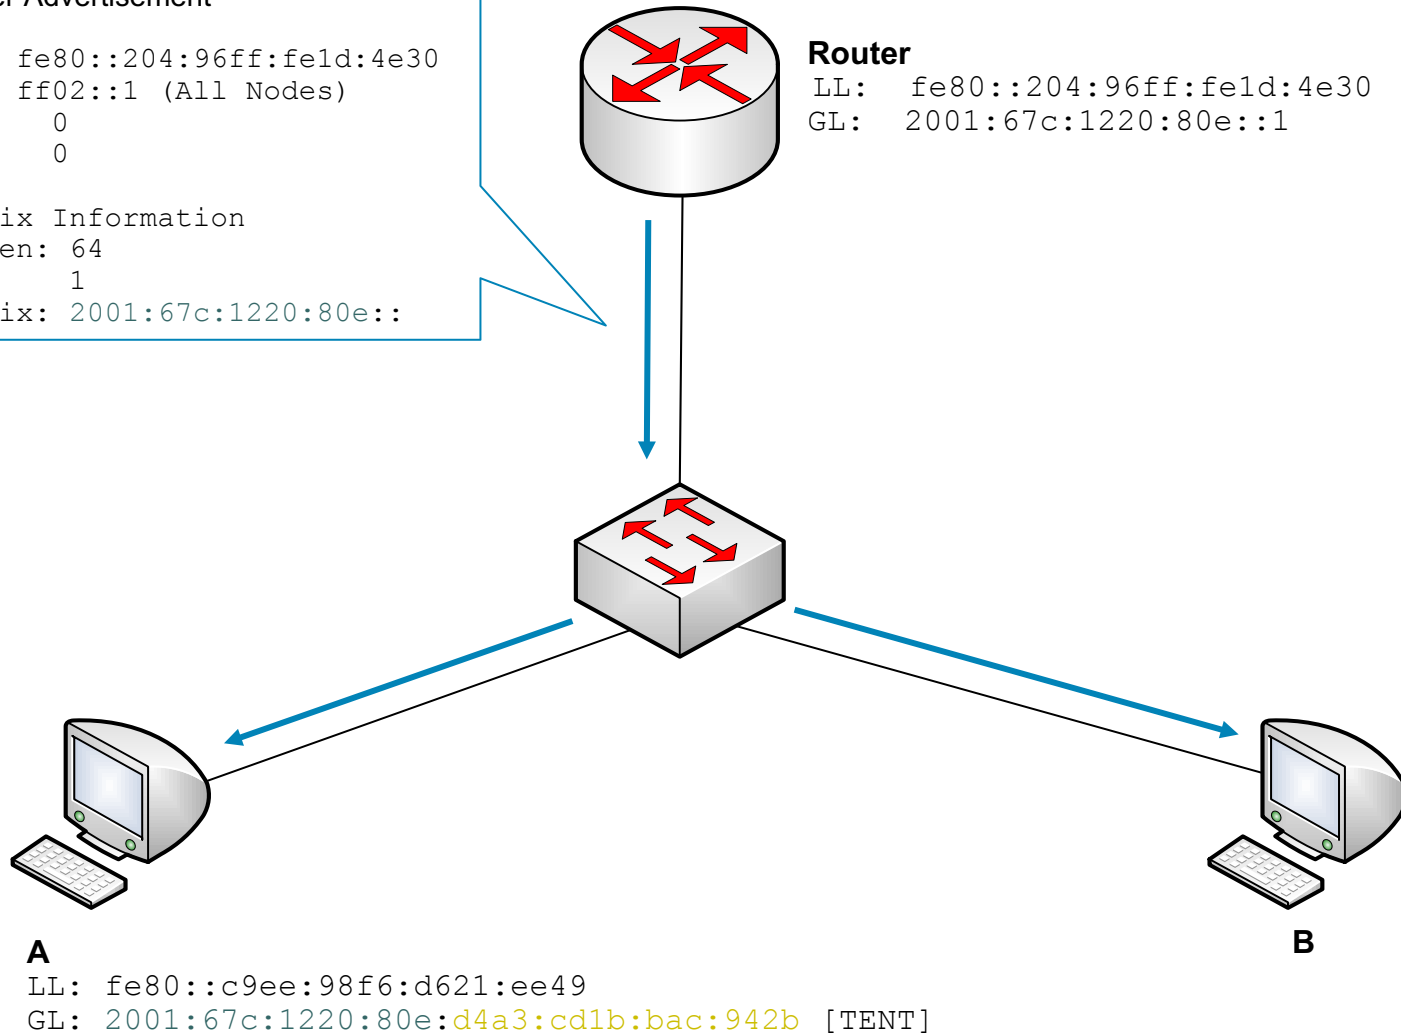 er Advertisement
fe80::204:96ff:fe1d:4e30
ff02::1 (All Nodes)
0
0
ix Information
en: 64
1
ix: 2001:67c:1220:80e::
Router
LL: fe80::204:96ff:fe1d:4e30
GL: 2001:67c:1220:80e::1
A
LL: fe80::c9ee:98f6:d621:ee49
GL: 2001:67c:1220:80e:d4a3:cd1b:bac:942b [TENT]
B